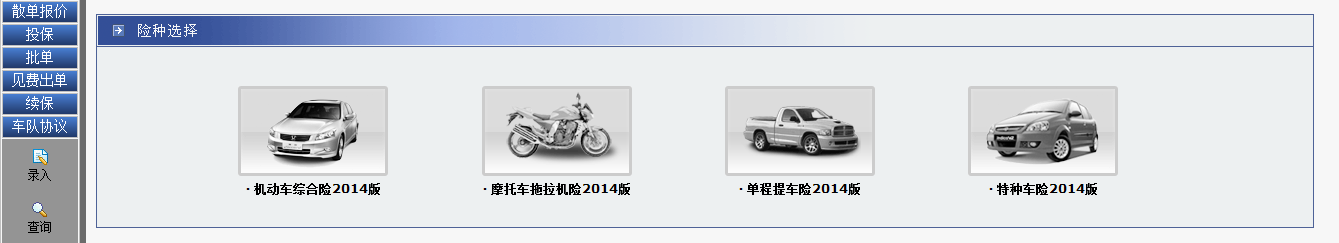 散单报价
投保
批单
见费出单
续保
车队协议
录入
查询
险种选择
· 机动车综合险2014版
· 摩托车拖拉机险2014版
· 单程提车险2014版
· 特种车险2014版